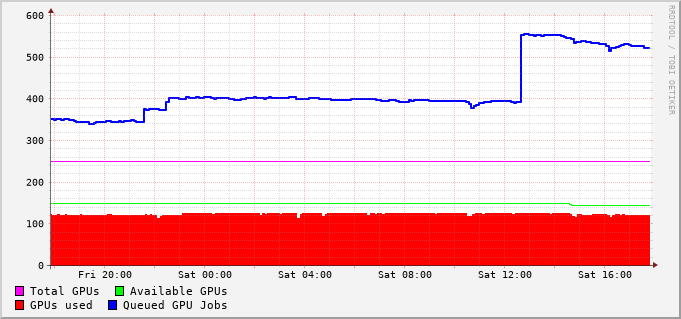 600
500
400
300
200
100
0
Fri 20:00 Sat 00:00 Sat 04:00 Sat 08:00 Sat 12:00 Sat 16:00
Total GPUs Available GPUs
GPUs used Queued GPU Jobs
RRDTOOL / TOBI OETIKER